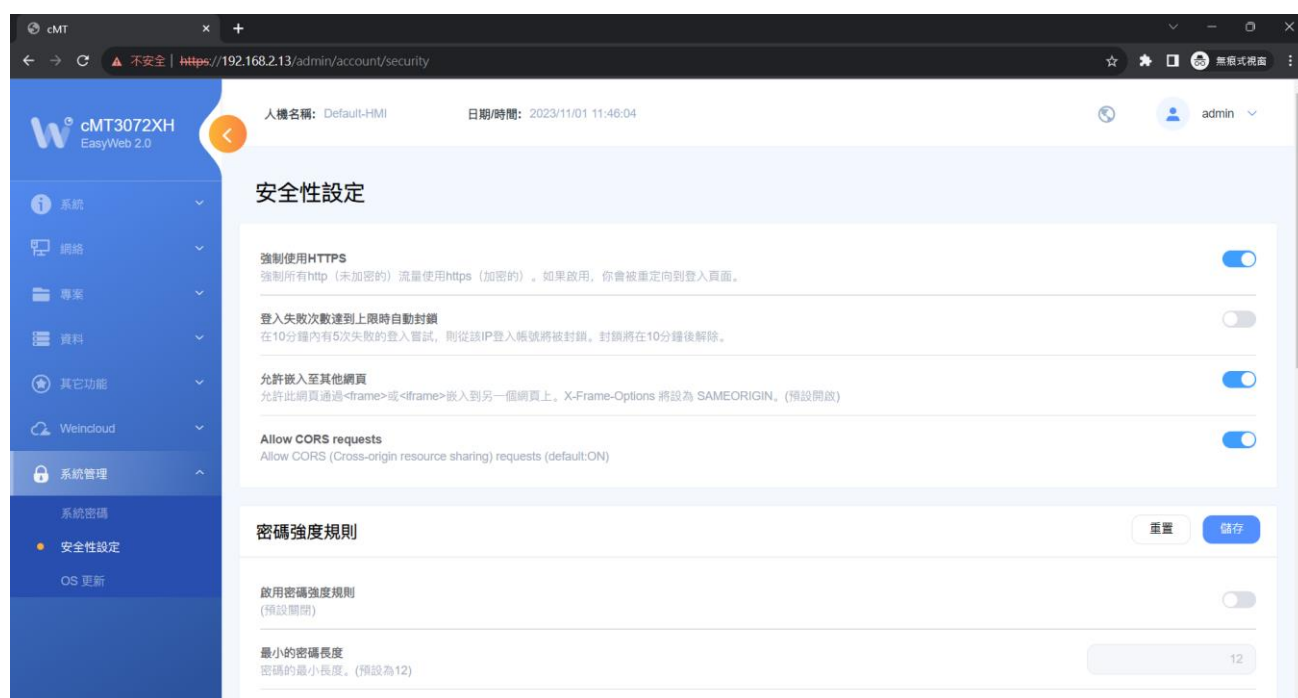 cMT
不安全 | https://192.168.2.13/admin/account/security
無痕式視窗
cMT3072XH
EasyWeb 2.0
人機名稱: Default-HMI
日期/時間: 2023/11/01 11:46:04
admin
系統
網絡
專案
資料
其它功能
Weincloud
系統管理
系統密碼
安全性設定
OS 更新
安全性設定
強制使用HTTPS
強制所有http（未加密的）流量使用https（加密的）。如果啟用，你會被重定向到登入頁面。
登入失敗次數達到上限時自動封鎖
在10分鐘內有5次失敗的登入嘗試，則從該IP登入帳號將被封鎖。封鎖將在10分鐘後解除。
允許嵌入至其他網頁
允許此網頁通過<frame>或<iframe>嵌入到另一個網頁上。X-Frame-Options 將設為 SAMEORIGIN。(預設開啟)
Allow CORS requests
Allow CORS (Cross-origin resource sharing) requests (default:ON)
密碼強度規則
重置
儲存
啟用密碼強度規則
(預設關閉)
最小的密碼長度
密碼的最小長度。(預設為12)
12